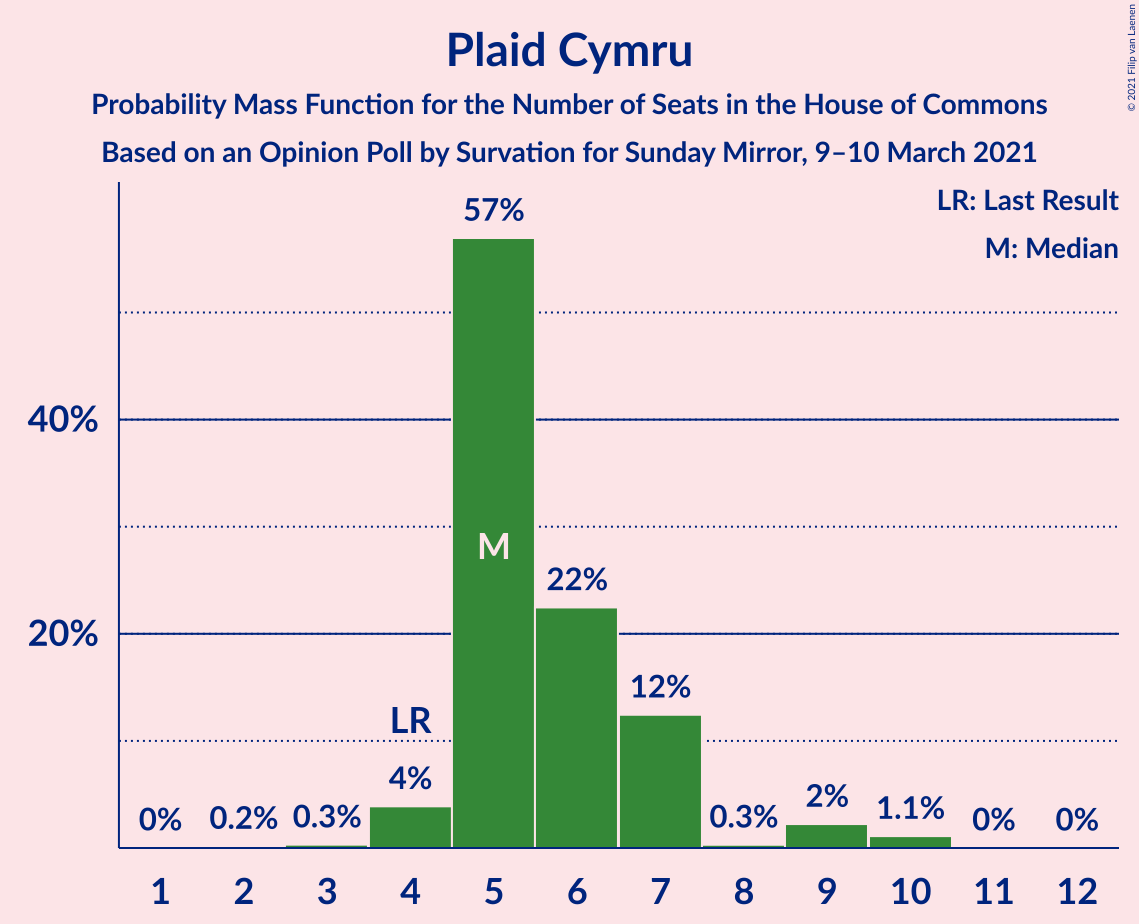 Plaid Cymru
Probability Mass Function for the Number of Seats in the House of Commons
Based on an Opinion Poll by Survation for Sunday Mirror, 9–10 March 2021
© 2021 Filip van Laenen
LR: Last Result
M: Median
57%
40%
M
22%
20%
12%
LR
4%
0% 0.2% 0.3% 0.3% 2% 1.1% 0% 0%
1 2 3 4 5 6 7 8 9 10 11 12